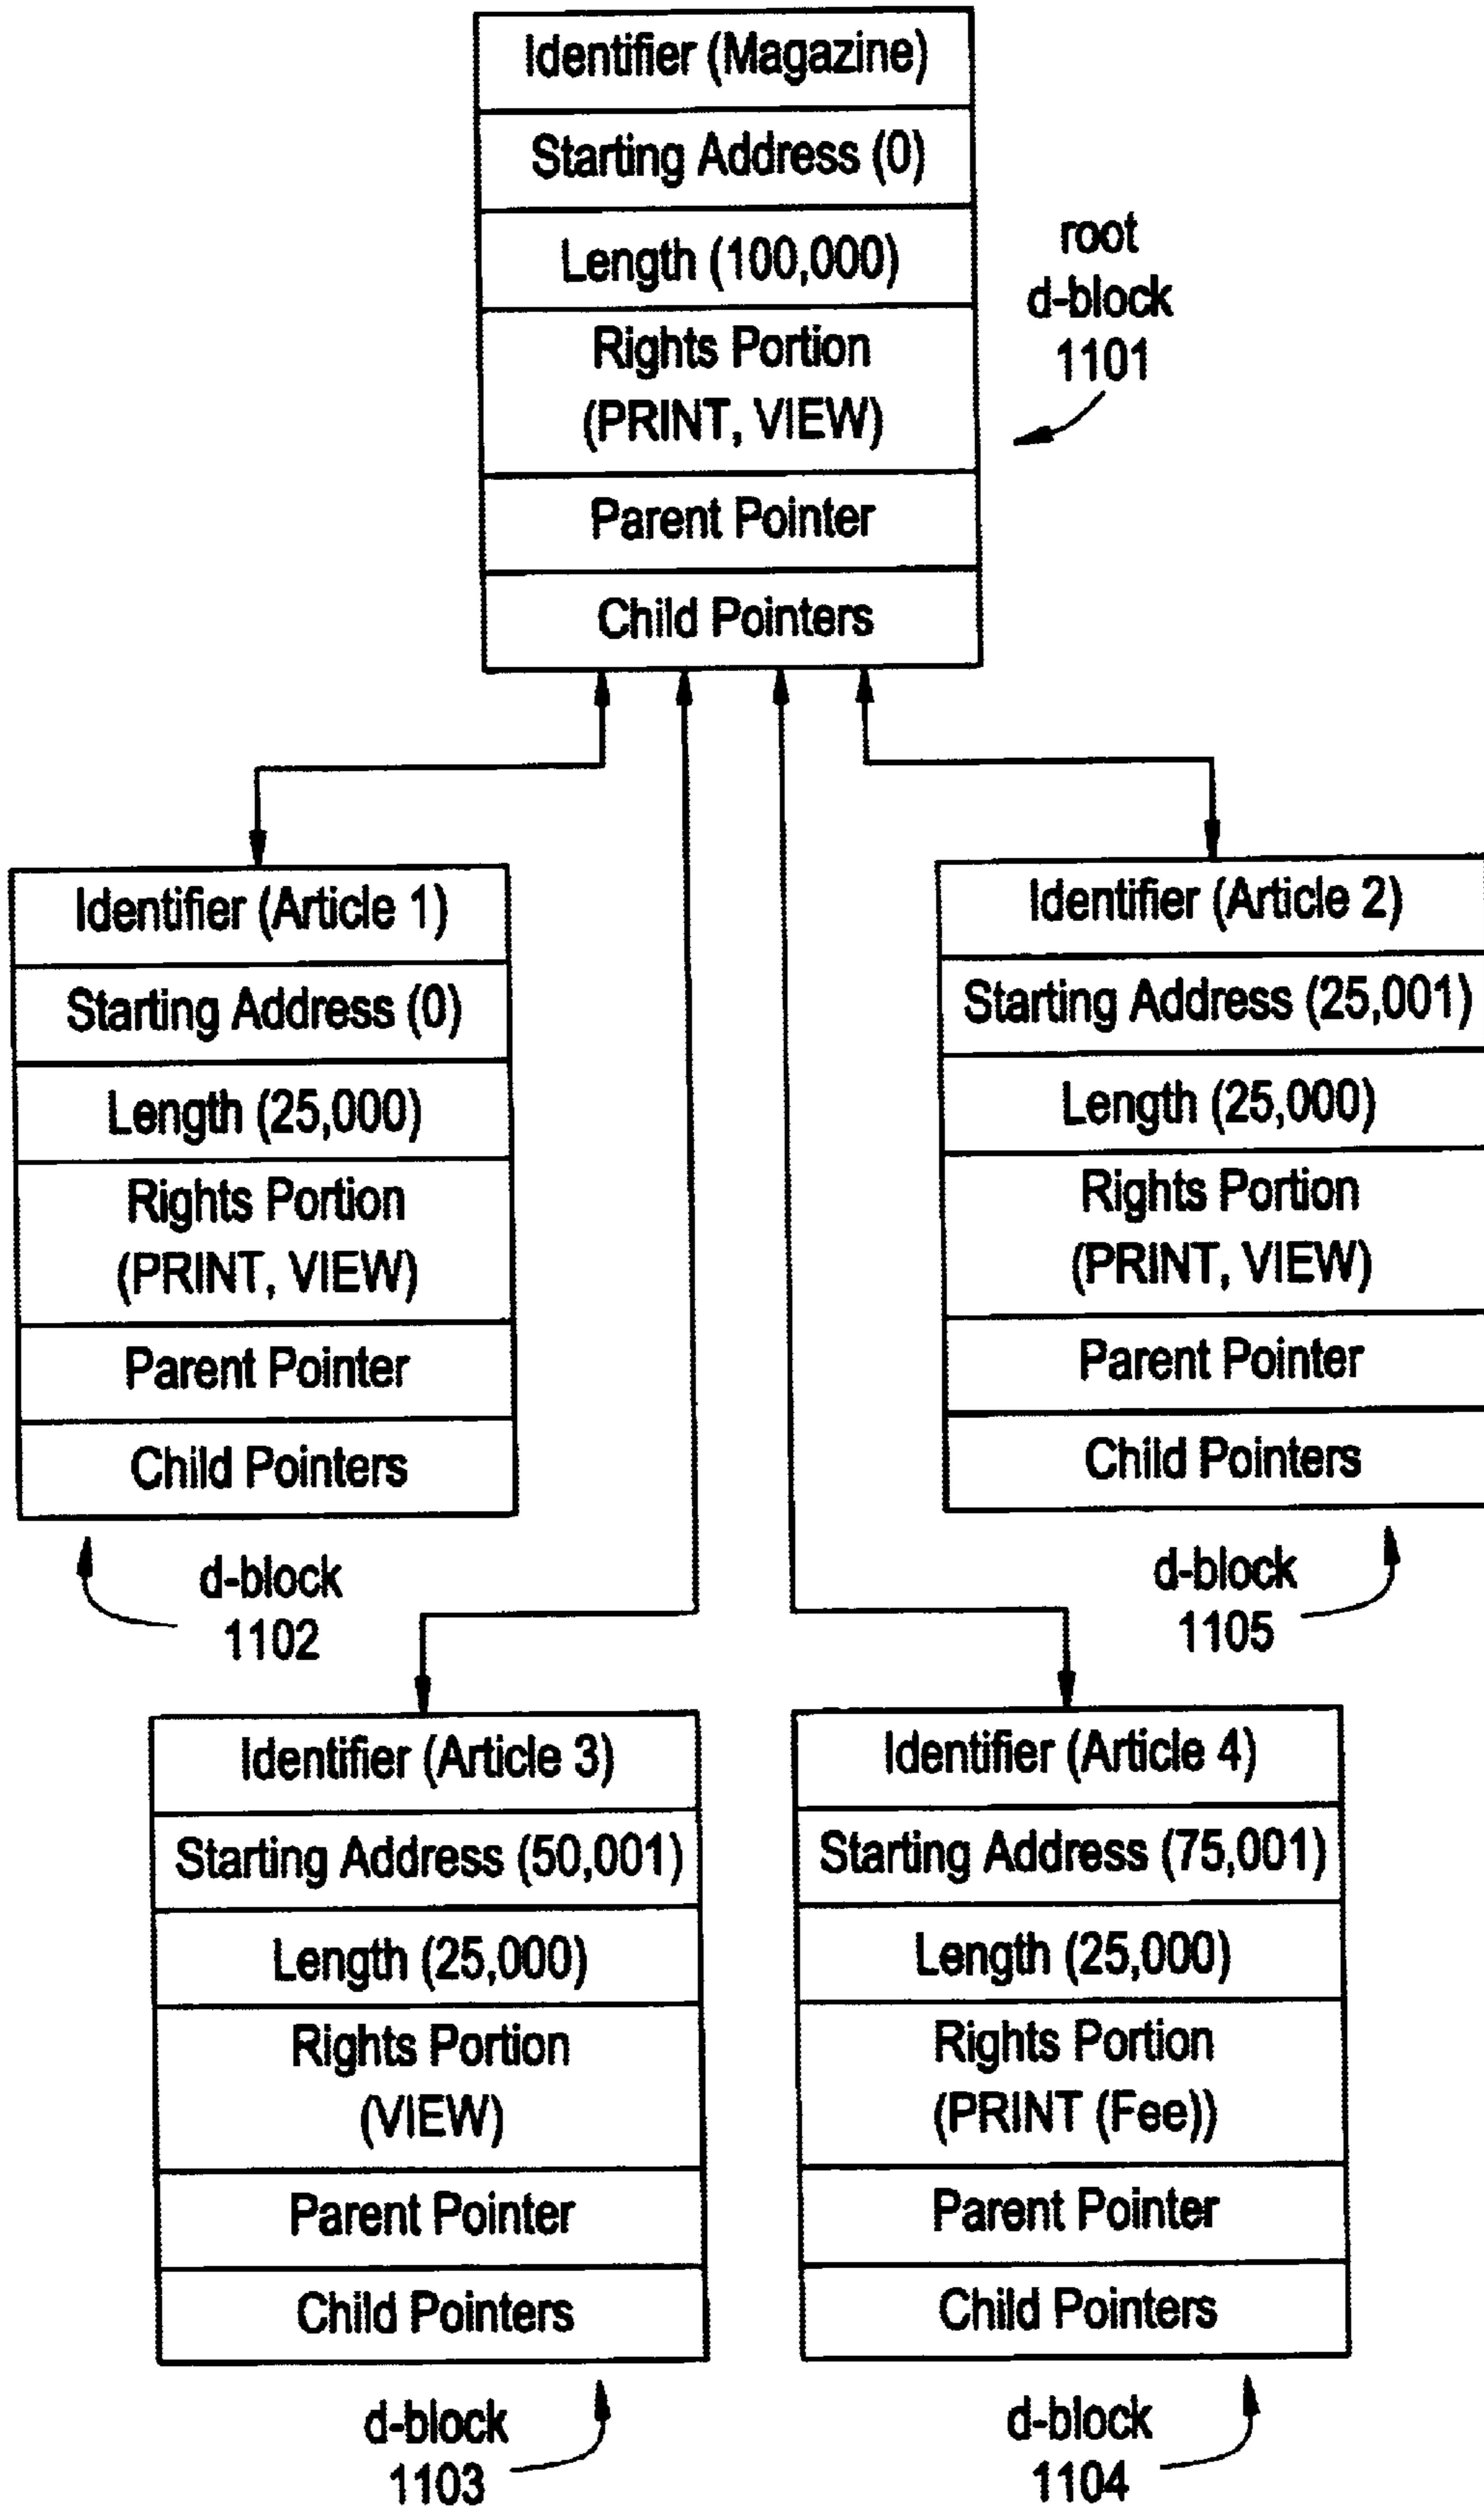 Identifier (Magazine)
Starting Address (0)
Length (100,000)
Rights Portion
(PRINT, VIEW)
Parent Pointer
Child Pointers
root
d-block
1101
Identifier (Article 1)
Starting Address (0)
Length (25,000)
Rights Portion
(PRINT, VIEW)
Parent Pointer
Child Pointers
d-block
1102
Identifier (Article 2)
Starting Address (25,001)
Length (25,000)
Rights Portion
(PRINT, VIEW)
Parent Pointer
Child Pointers
d-block
1105
Identifier (Article 3)
Starting Address (50,001)
Length (25,000)
Rights Portion
(VIEW)
Parent Pointer
Child Pointers
d-block
1103
Identifier (Article 4)
Starting Address (75,001)
Length (25,000)
Rights Portion
(PRINT (Fee))
Parent Pointer
Child Pointers
d-block
1104